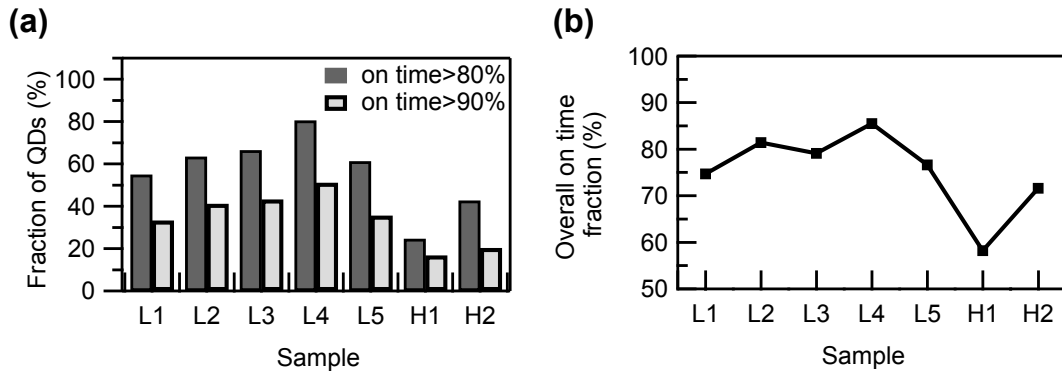 (a)
Fraction of QDs (%)
100
80
60
40
20
0
on time>80%
on time>90%
L1 L2 L3 L4 L5 H1 H2
Sample
(b)
Overall on time
fraction (%)
100
90
80
70
60
50
L1 L2 L3 L4 L5 H1 H2
Sample